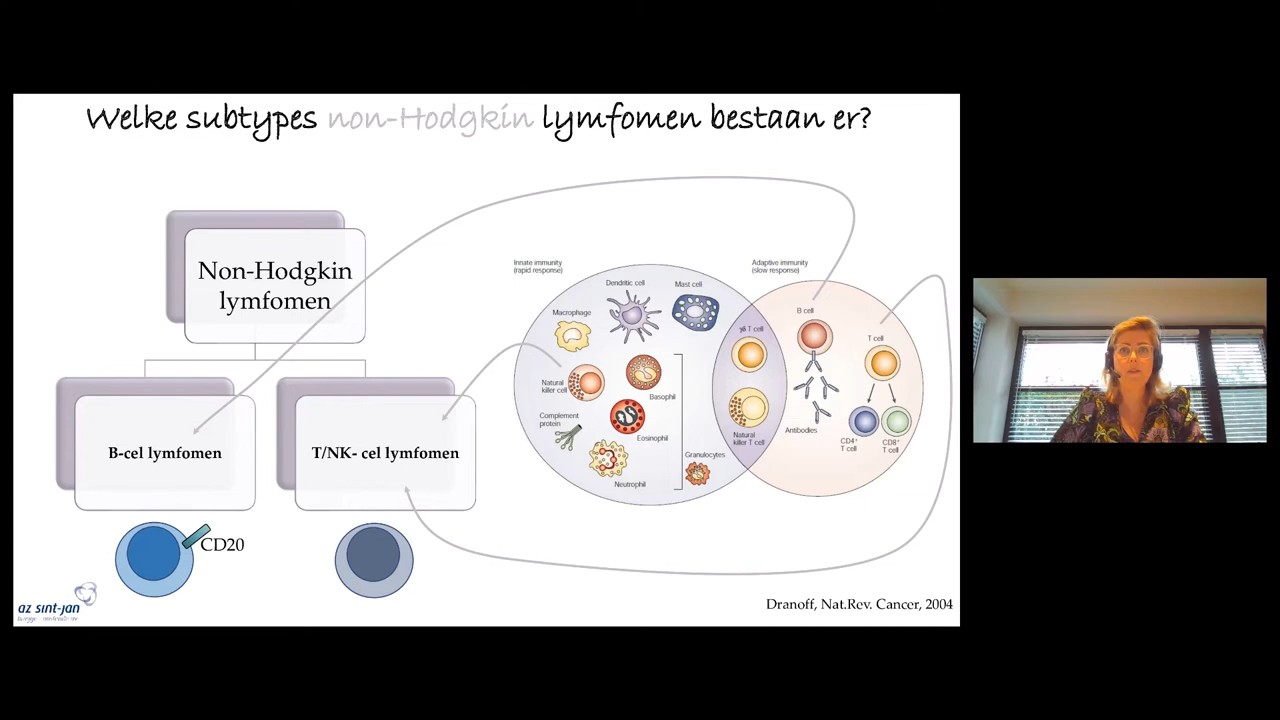 Welke subtypes non-Hodgkin lymfomen bestaan er?
Non-Hodgkin
lymfomen
B-cel lymfomen
T/NK- cel lymfomen
CD20
Innate immunity
(rapid response)
Dendritic cell
Mast cell
Macrophage
Natural
killer cell
Basophil
Complement
protein
Eosinophil
Neutrophil
Granulocytes
Adaptive immunity
(slow response)
γδ T cell
Natural
killer T cell
B cell
Antibodies
T cell
CD4+
T cell
CD8+
T cell
az sint-jan
Dranoff, Nat.Rev. Cancer, 2004